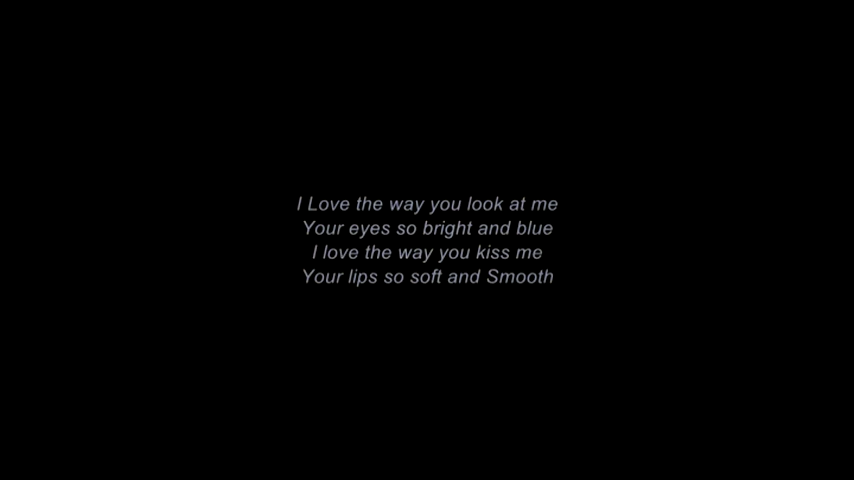 I Love the way you look at me
Your eyes so bright and blue
I love the way you kiss me
Your lips so soft and Smooth